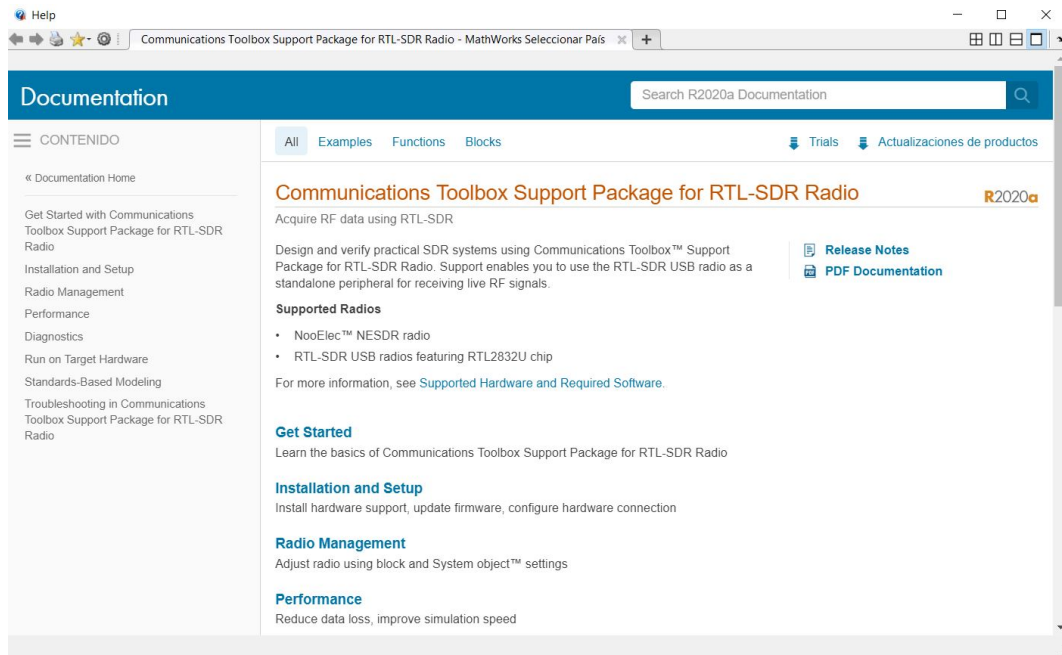 Help
Communications Toolbox Support Package for RTL-SDR Radio - MathWorks Seleccionar País
Documentation
Search R2020a Documentation
CONTENIDO
All Examples Functions Blocks
Trials Actualizaciones de productos
« Documentation Home
Get Started with Communications
Toolbox Support Package for RTL-SDR
Radio
Installation and Setup
Radio Management
Performance
Diagnostics
Run on Target Hardware
Standards-Based Modeling
Troubleshooting in Communications
Toolbox Support Package for RTL-SDR
Radio
Communications Toolbox Support Package for RTL-SDR Radio
R2020a
Acquire RF data using RTL-SDR
Design and verify practical SDR systems using Communications Toolbox™ Support
Package for RTL-SDR Radio. Support enables you to use the RTL-SDR USB radio as a
standalone peripheral for receiving live RF signals.
Release Notes
PDF Documentation
Supported Radios
• NooElec™ NESDR radio
• RTL-SDR USB radios featuring RTL2832U chip
For more information, see Supported Hardware and Required Software.
Get Started
Learn the basics of Communications Toolbox Support Package for RTL-SDR Radio
Installation and Setup
Install hardware support, update firmware, configure hardware connection
Radio Management
Adjust radio using block and System object™ settings
Performance
Reduce data loss, improve simulation speed